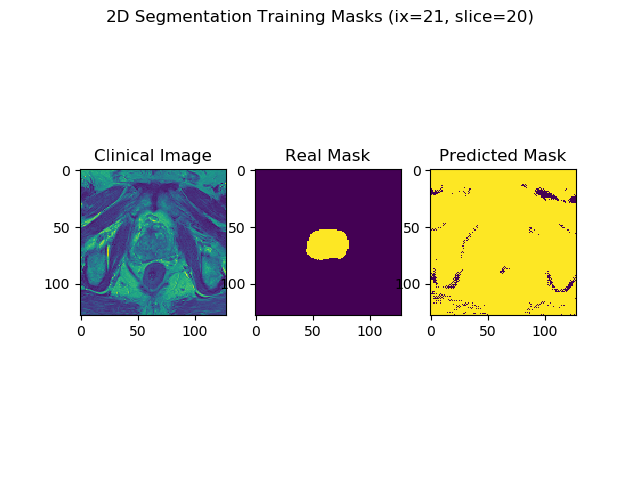 2D Segmentation Training Masks (ix=21, slice=20)
Clinical Image Real Mask Predicted Mask
0 0 0
50 50 50
100 100 100
0 50 100 0 50 100 0 50 100